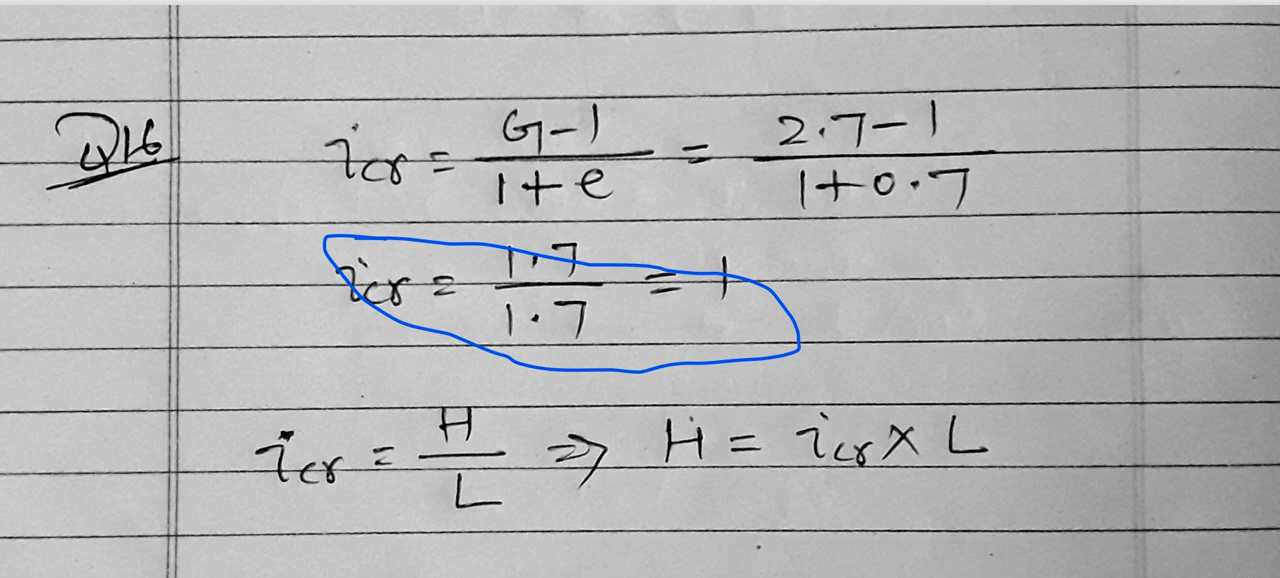 Q16
icr = G-1 / 1+e = 2.7-1 / 1+0.7
icr = 1.7 / 1.7 = 1
icr = H / L ⇒ H = icr × L